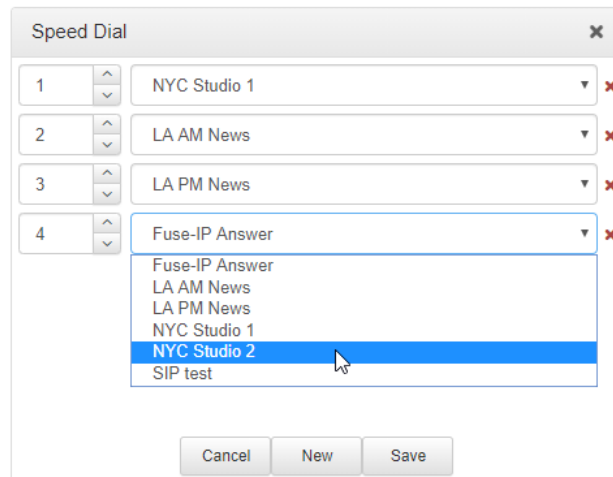 Speed Dial
1 NYC Studio 1
2 LA AM News
3 LA PM News
4 Fuse-IP Answer
Fuse-IP Answer
LA AM News
LA PM News
NYC Studio 1
NYC Studio 2
SIP test
Cancel New Save